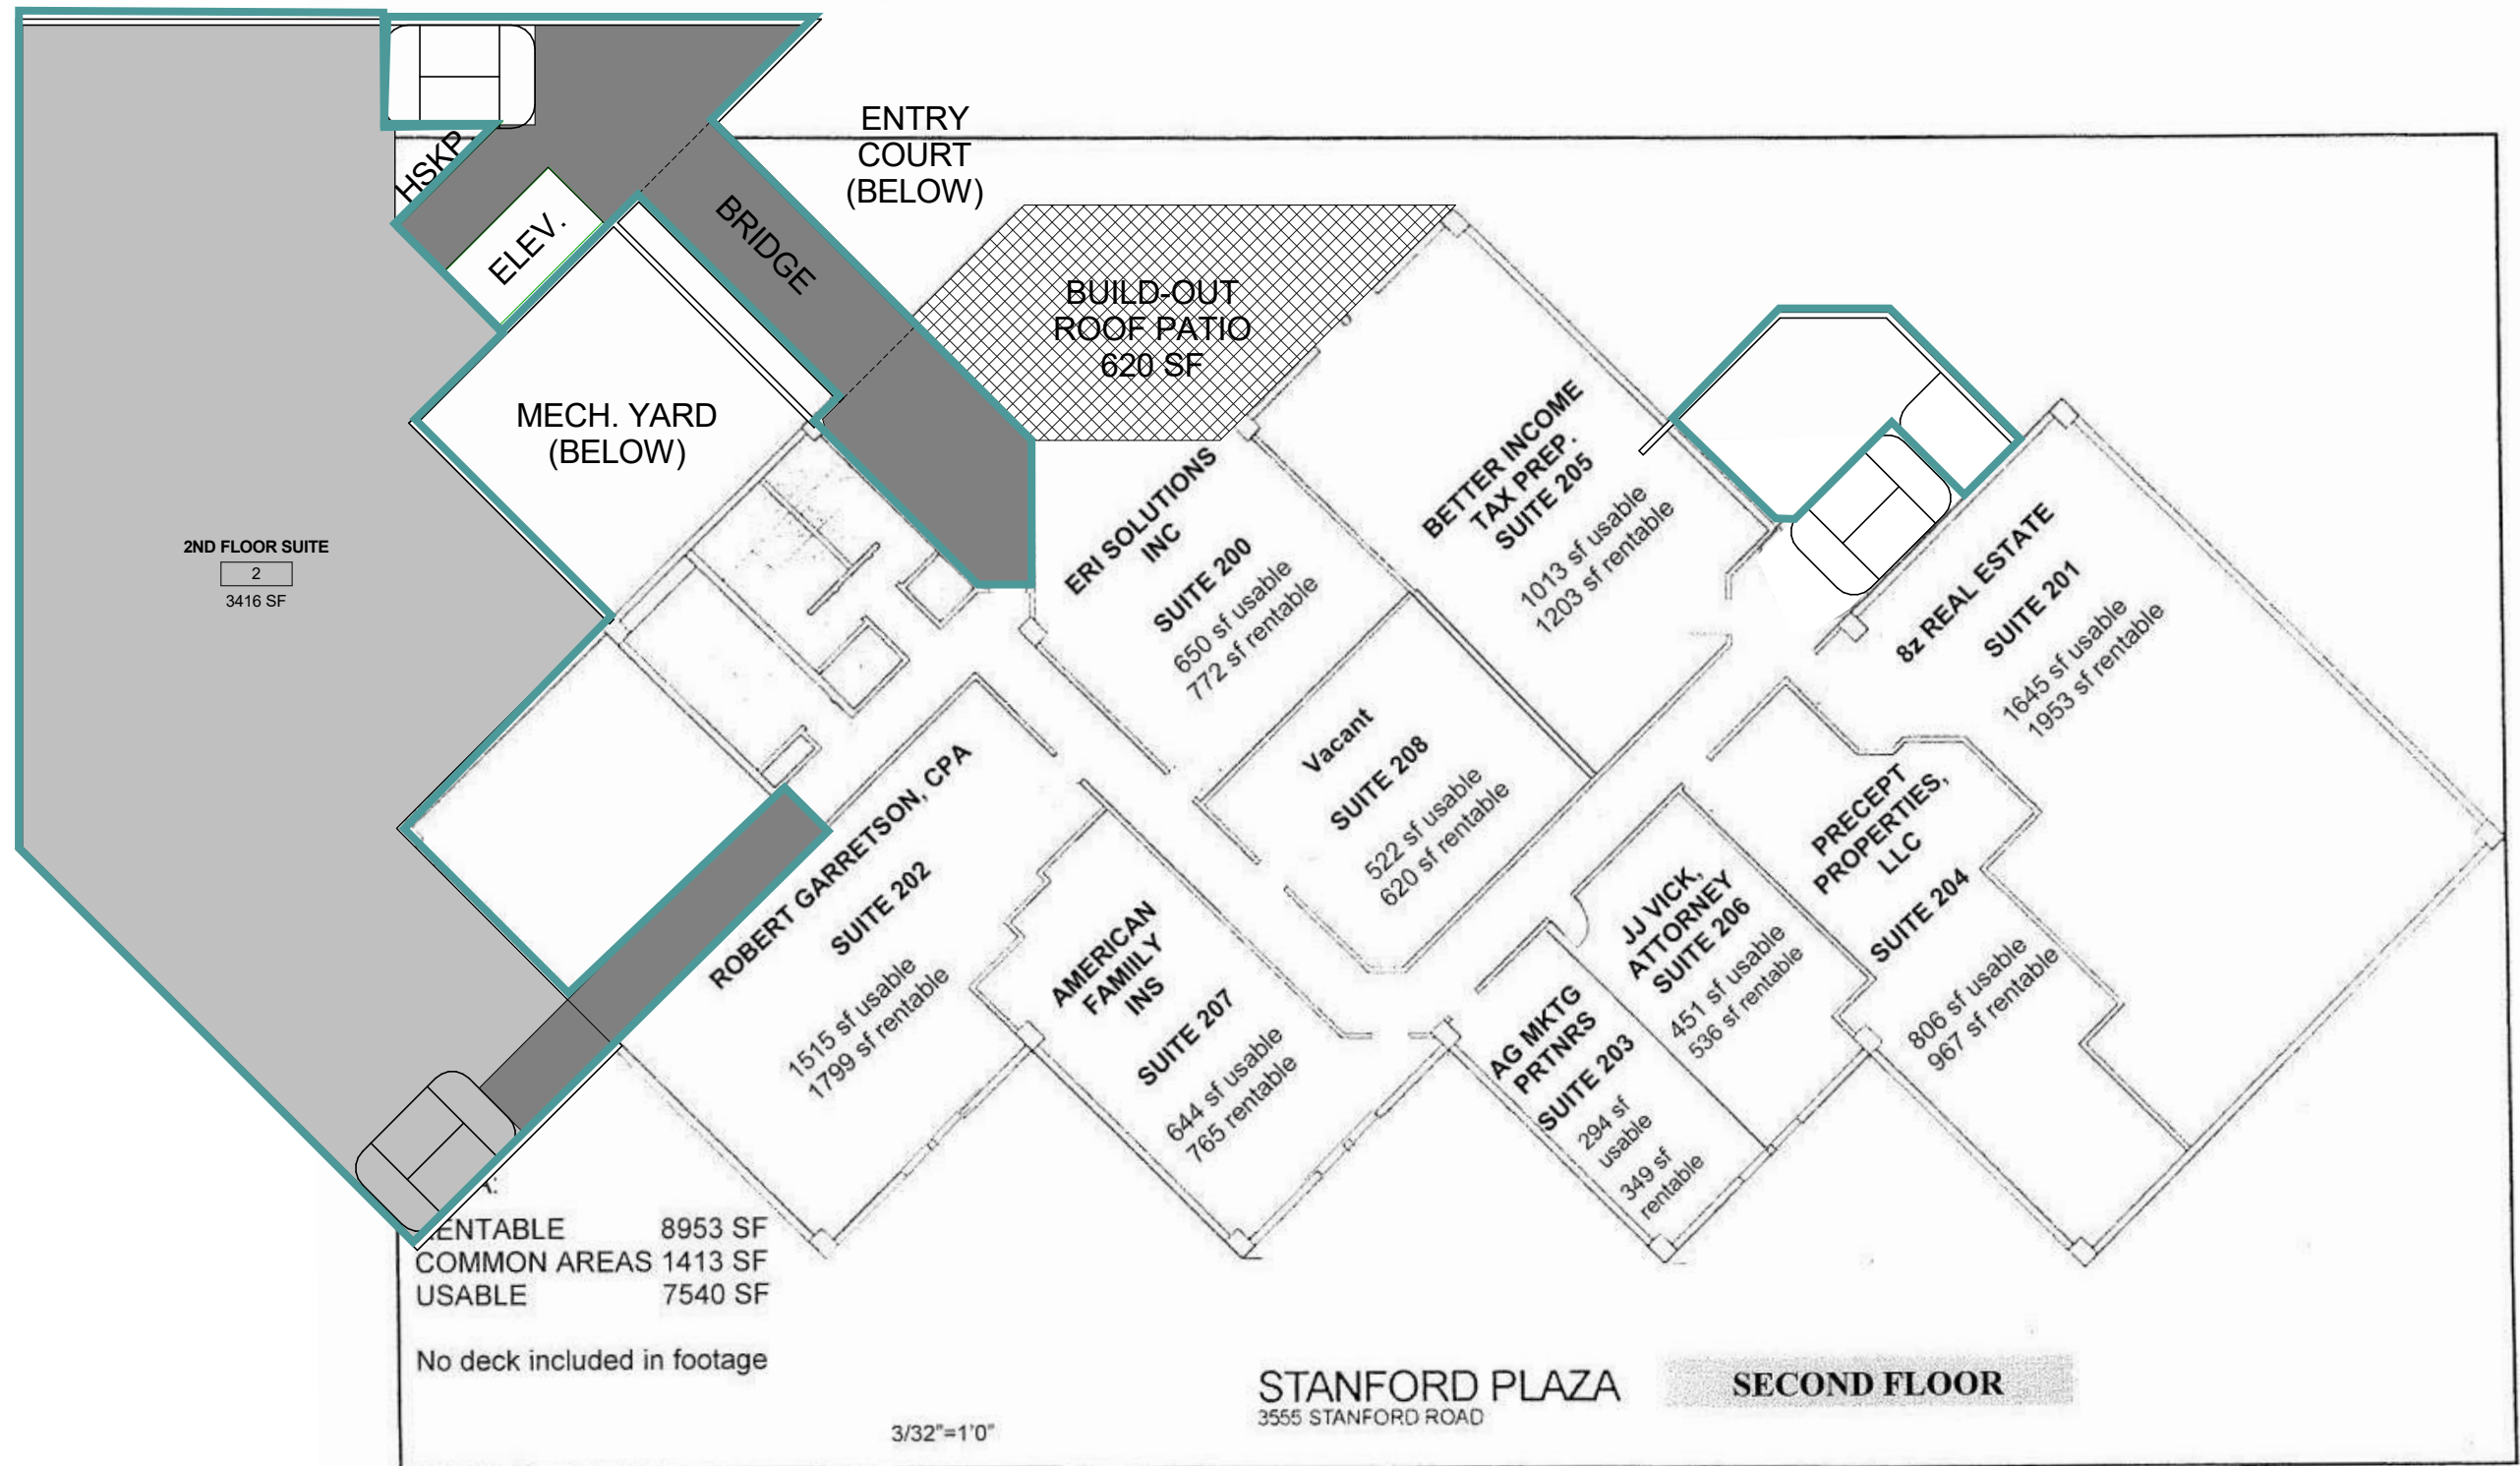 ENTRY
COURT
(BELOW)
HSKP
ELEV.
BRIDGE
BUILD-OUT
ROOF PATIO
620 SF
MECH. YARD
(BELOW)
2ND FLOOR SUITE
2
3416 SF
ERI SOLUTIONS
INC
SUITE 200
650 sf usable
772 sf rentable
BETTER INCOME
TAX PREP.
SUITE 205
1013 sf usable
1203 sf rentable
8z REAL ESTATE
SUITE 201
1645 sf usable
1953 sf rentable
Vacant
SUITE 208
522 sf usable
620 sf rentable
ROBERT GARRETSON, CPA
SUITE 202
1515 sf usable
1799 sf rentable
AMERICAN
FAMIILY
INS
SUITE 207
644 sf usable
765 rentable
AG MKTG
PRTNRS
SUITE 203
294 sf
usable
349 sf
rentable
JJ VICK,
ATTORNEY
SUITE 206
451 sf usable
536 sf rentable
PRECEPT
PROPERTIES,
LLC
SUITE 204
806 sf usable
967 sf rentable
A:
ENTABLE 8953 SF
COMMON AREAS 1413 SF
USABLE 7540 SF
No deck included in footage
3/32"=1'0"
STANFORD PLAZA
3555 STANFORD ROAD
SECOND FLOOR